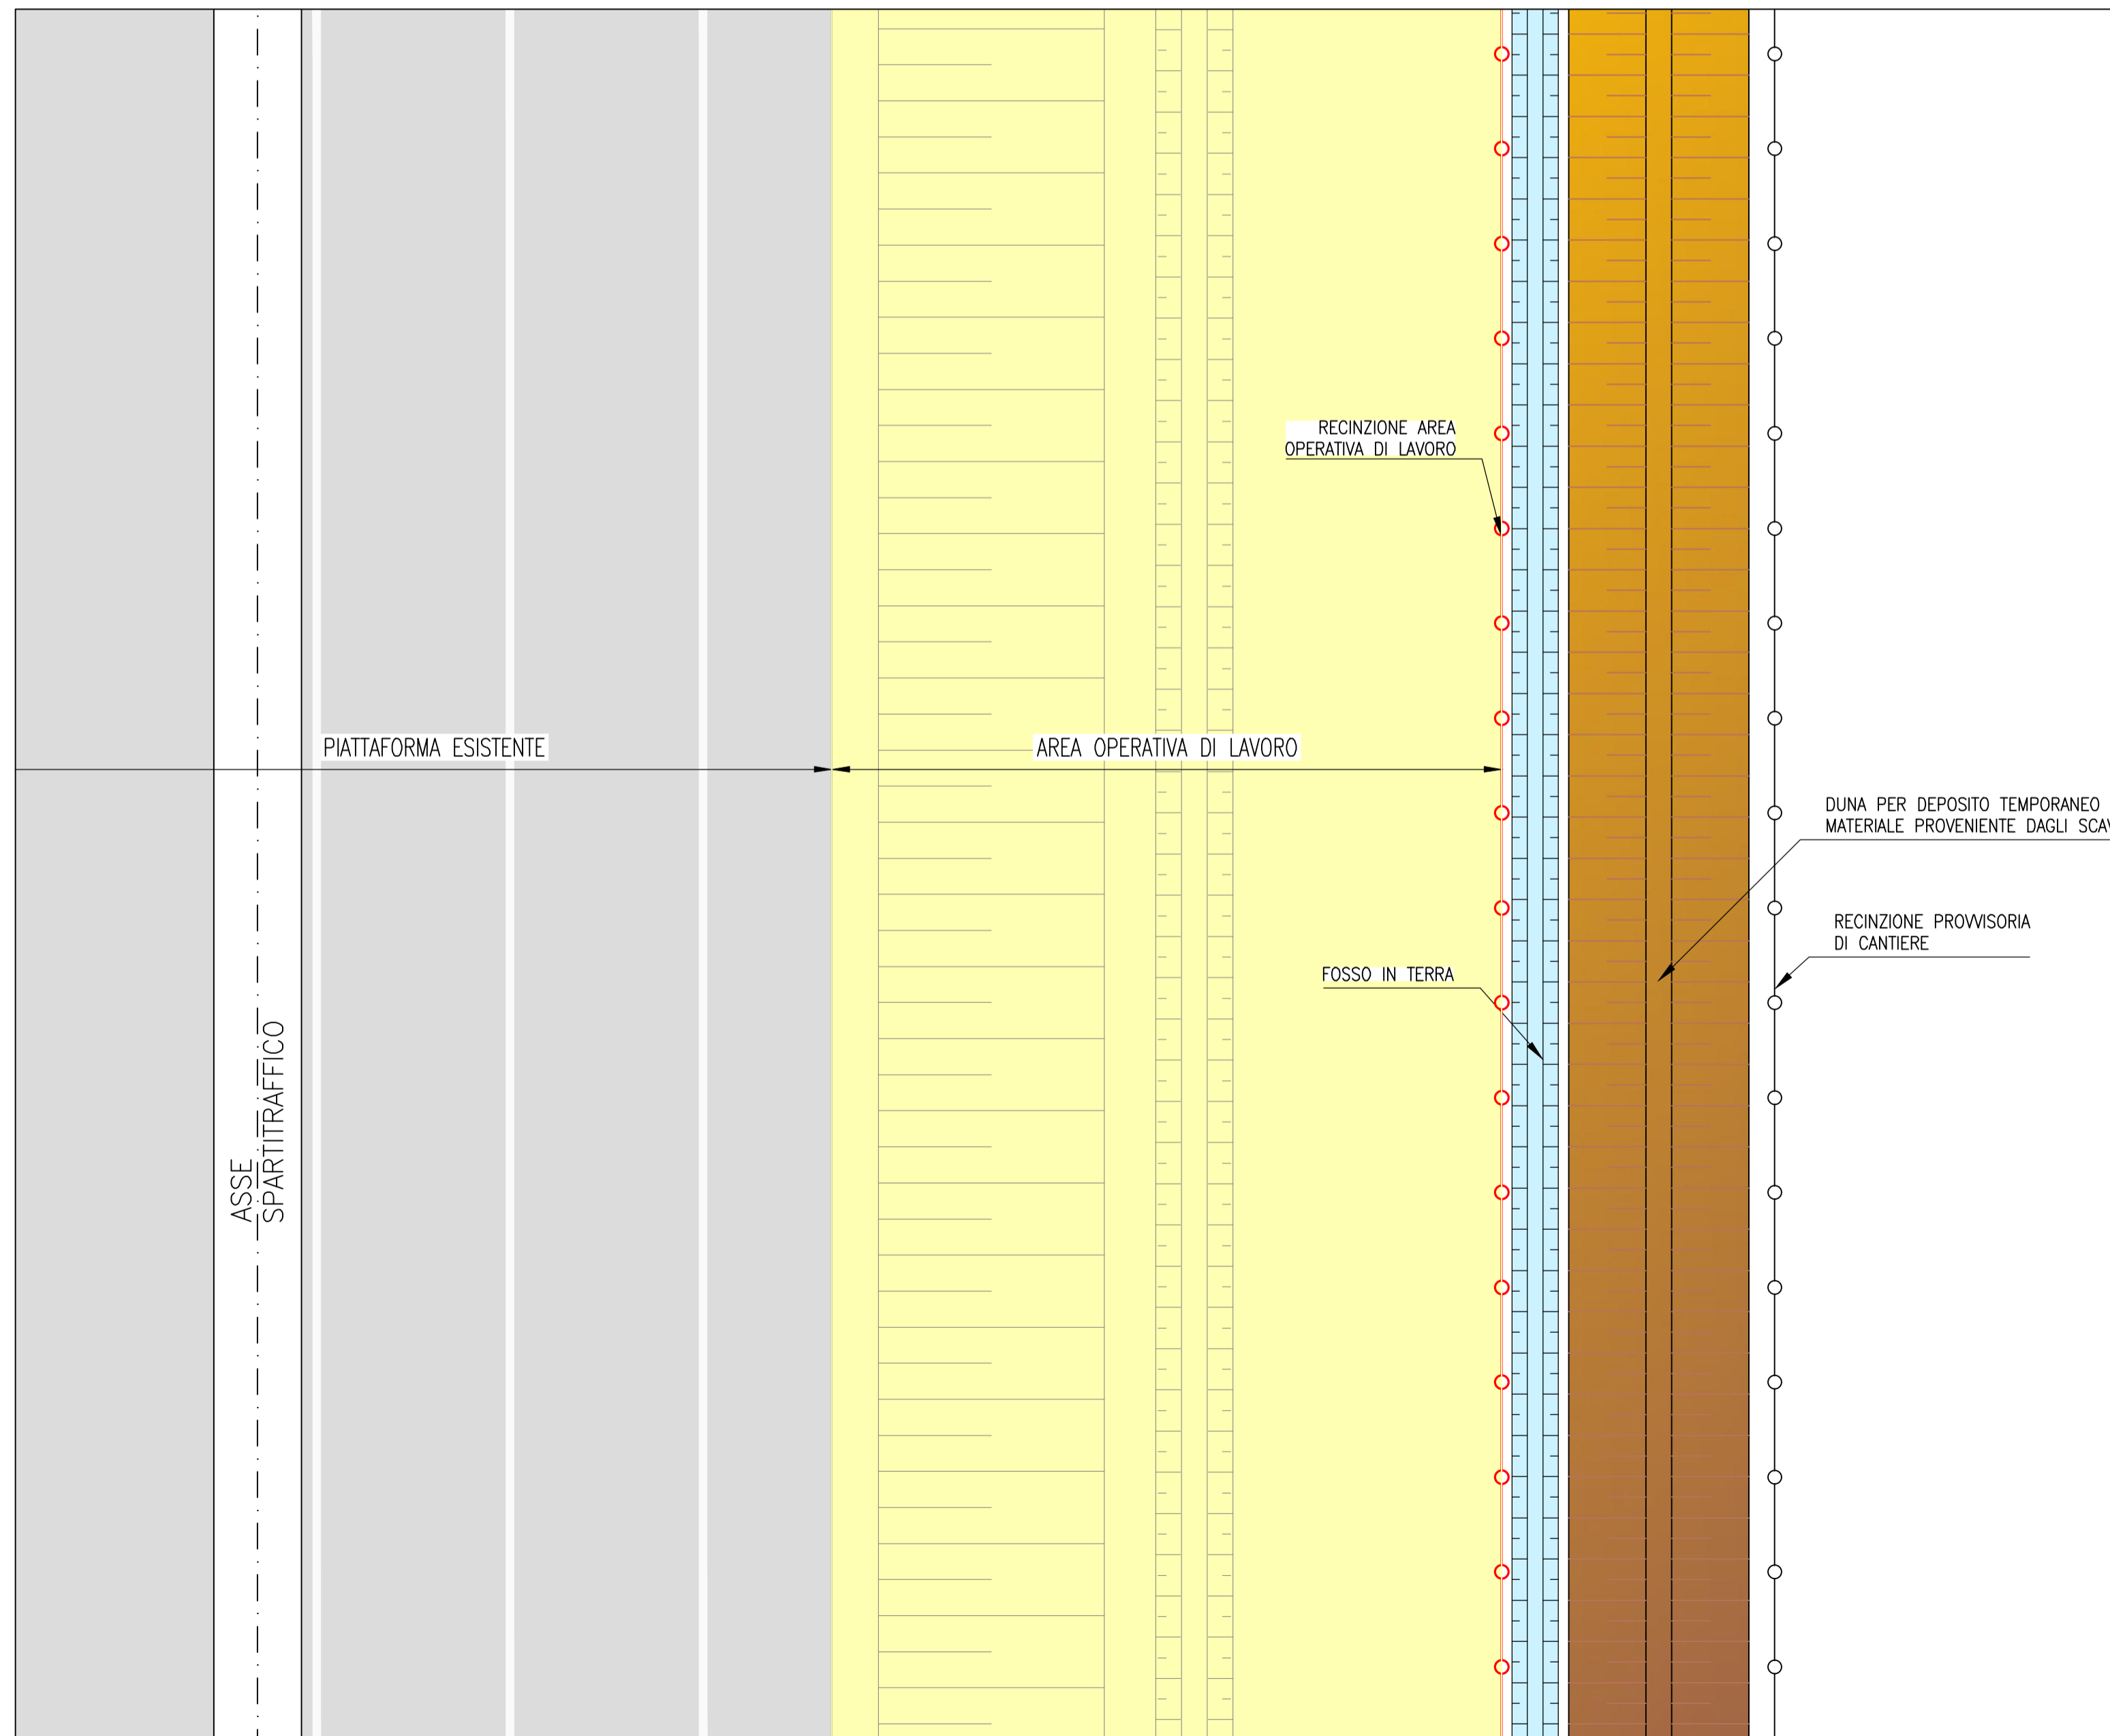 RECINZIONE AREA
OPERATIVA DI LAVORO
PIATTAFORMA ESISTENTE
AREA OPERATIVA DI LAVORO
DUNA PER DEPOSITO TEMPORANEO
MATERIALE PROVENIENTE DAGLI SCAV
RECINZIONE PROVVISORIA
DI CANTIERE
FOSSO IN TERRA
ASSE
SPARTITRAFFICO